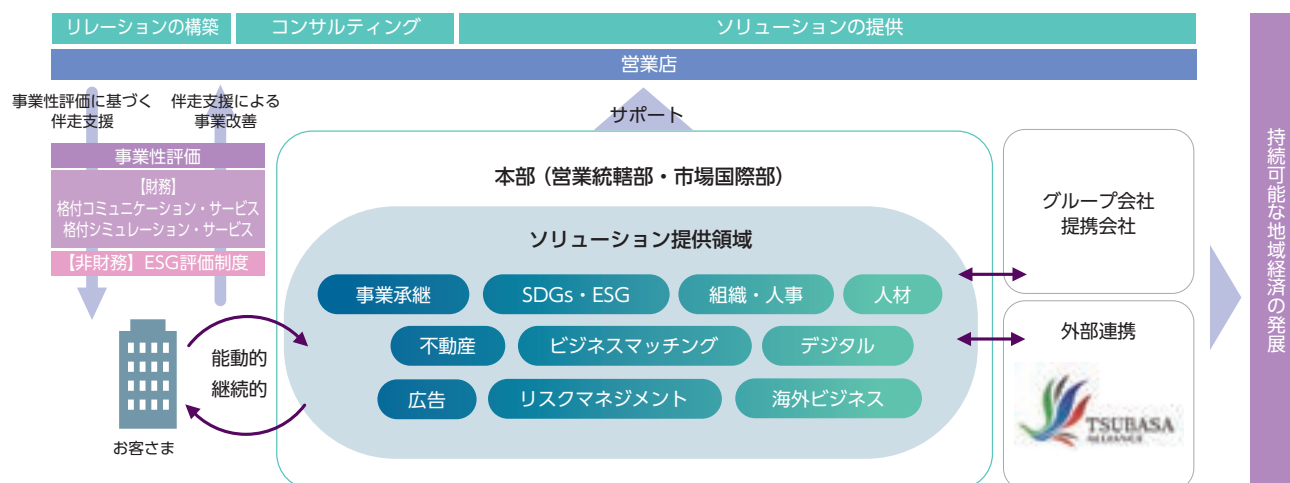 リレーションの構築
コンサルティング
ソリューションの提供
営業店
事業性評価に基づく
伴走支援
伴走支援による
事業改善
サポート
事業性評価
【財務】
格付コミュニケーション・サービス
格付シミュレーション・サービス
【非財務】ESG評価制度
お客さま
能動的
継続的
本部（営業統轄部・市場国際部）
ソリューション提供領域
事業承継
SDGs・ESG
組織・人事
人材
不動産
ビジネスマッチング
デジタル
広告
リスクマネジメント
海外ビジネス
グループ会社
提携会社
外部連携
TSUBASA
ALLIANCE
持続可能な地域経済の発展